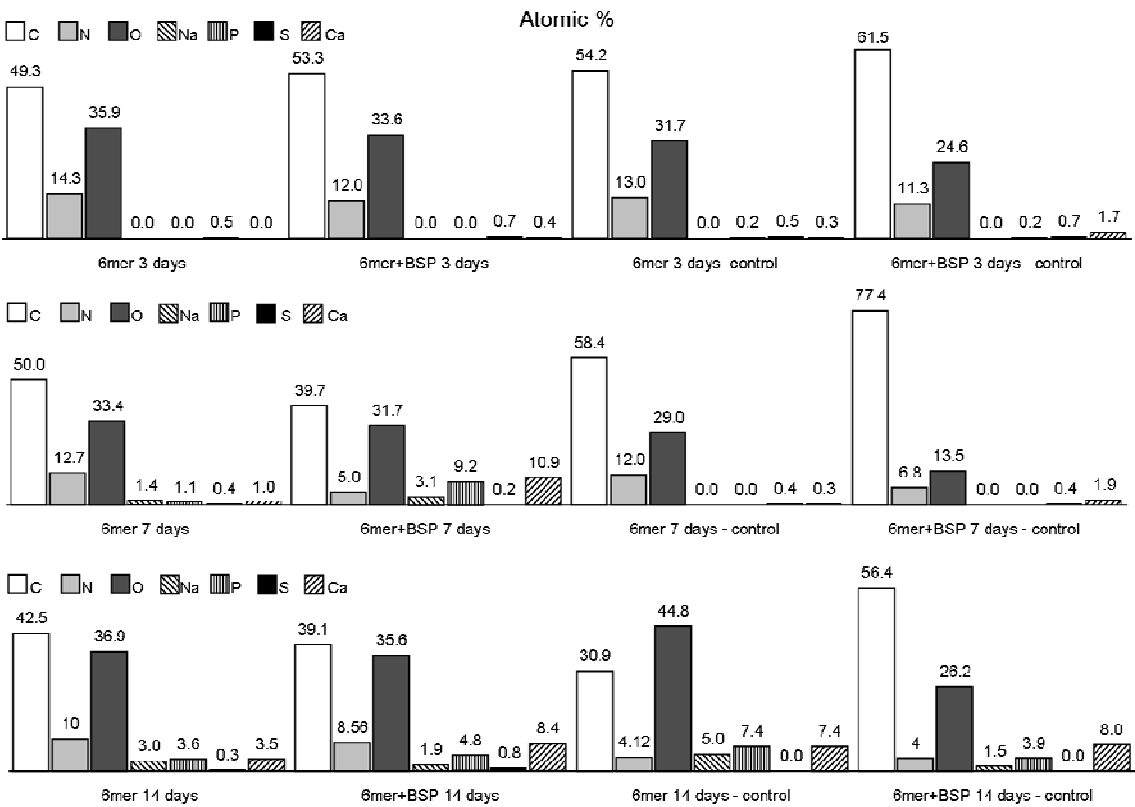 Atomic %
C N O Na P S Ca
49.3 14.3 35.9 0.0 0.0 0.5 0.0
53.3 12.0 33.6 0.0 0.0 0.7 0.4
54.2 13.0 31.7 0.0 0.2 0.5 0.3
61.5 11.3 24.6 0.0 0.2 0.7 1.7
6mer 3 days 6mer+BSP 3 days 6mer 3 days control 6mer+BSP 3 days control
C N O Na P S Ca
50.0 12.7 33.4 1.4 1.1 0.4 1.0
39.7 5.0 31.7 3.1 9.2 0.2 10.9
58.4 12.0 29.0 0.0 0.0 0.4 0.3
77.4 6.8 13.5 0.0 0.0 0.4 1.9
6mer 7 days 6mer+BSP 7 days 6mer 7 days - control 6mer+BSP 7 days - control
C N O Na P S Ca
42.5 10 36.9 3.0 3.6 0.3 3.5
39.1 8.56 35.6 1.9 4.8 0.8 8.4
30.9 4.12 44.8 5.0 7.4 0.0 7.4
56.4 4 26.2 1.5 3.9 0.0 8.0
6mer 14 days 6mer+BSP 14 days 6mer 14 days - control 6mer+BSP 14 days - control